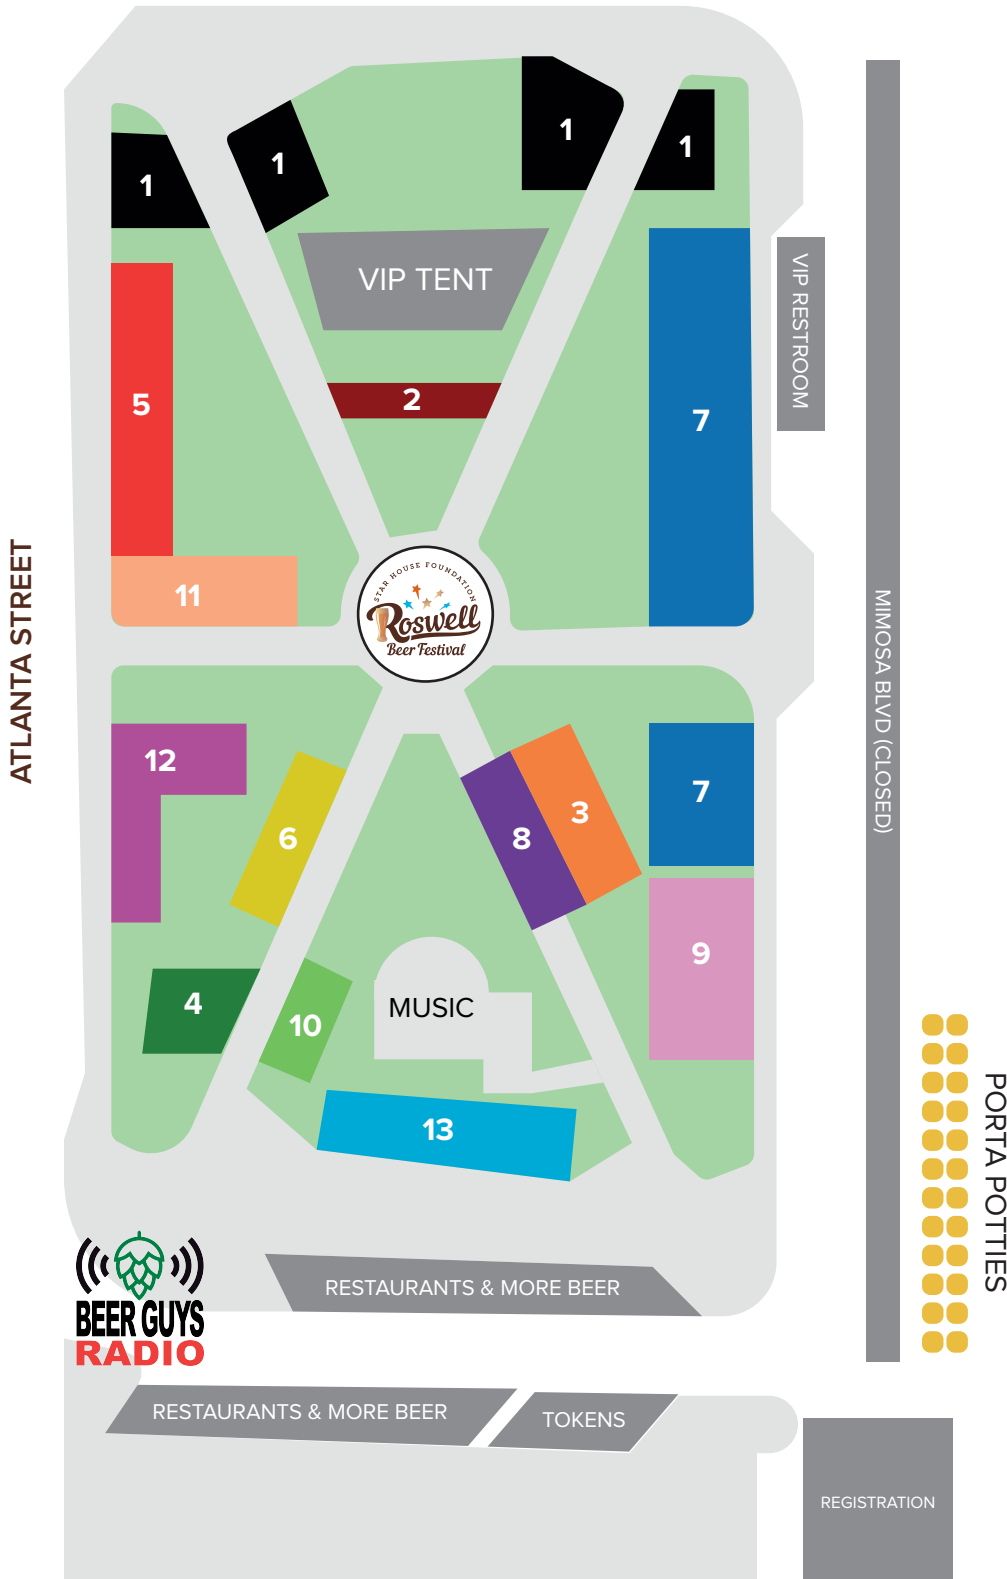 1
1
1
1
VIP TENT
VIP RESTROOM
2
5
7
11
STAR HOUSE FOUNDATION
Roswell
Beer Festival
ATLANTA STREET
MIMOSA BLVD (CLOSED)
12
6
8
3
7
9
4
10
MUSIC
13
PORTA POTTIES
BEER GUYS
RADIO
RESTAURANTS & MORE BEER
RESTAURANTS & MORE BEER
TOKENS
REGISTRATION